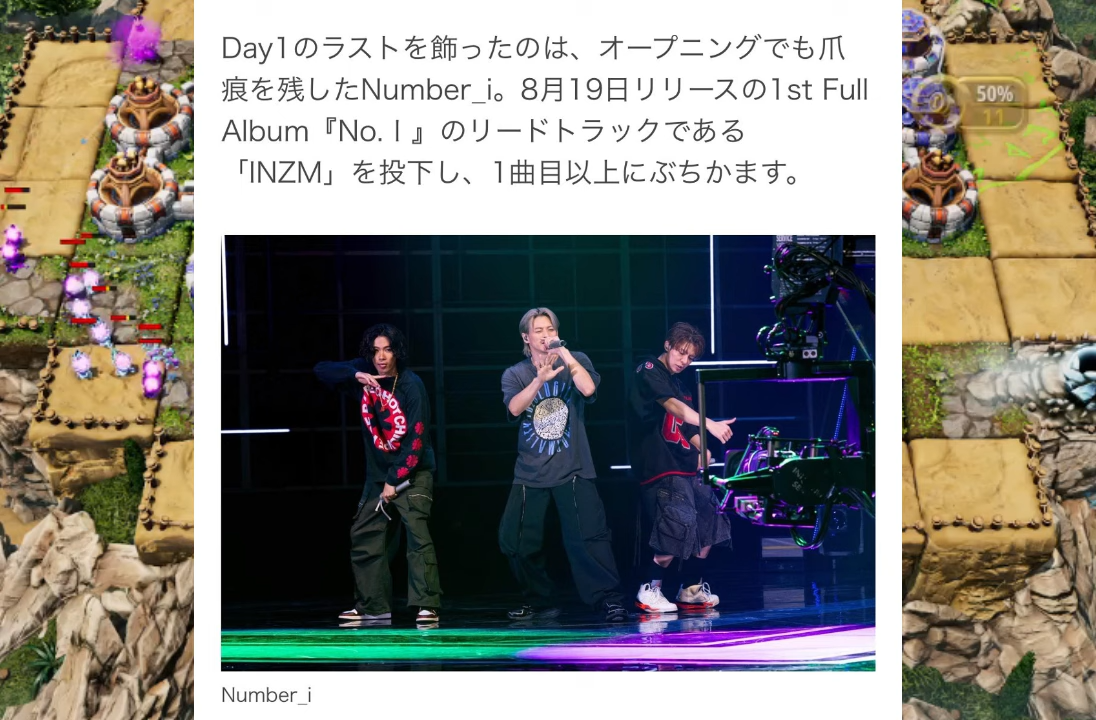 Day1のラストを飾ったのは、オープニングでも爪
痕を残したNumber_i。8月19日リリースの1st Full
Album『No.Ⅰ』のリードトラックである
「INZM」を投下し、1曲目以上にぶちかます。
50%
11
Number_i